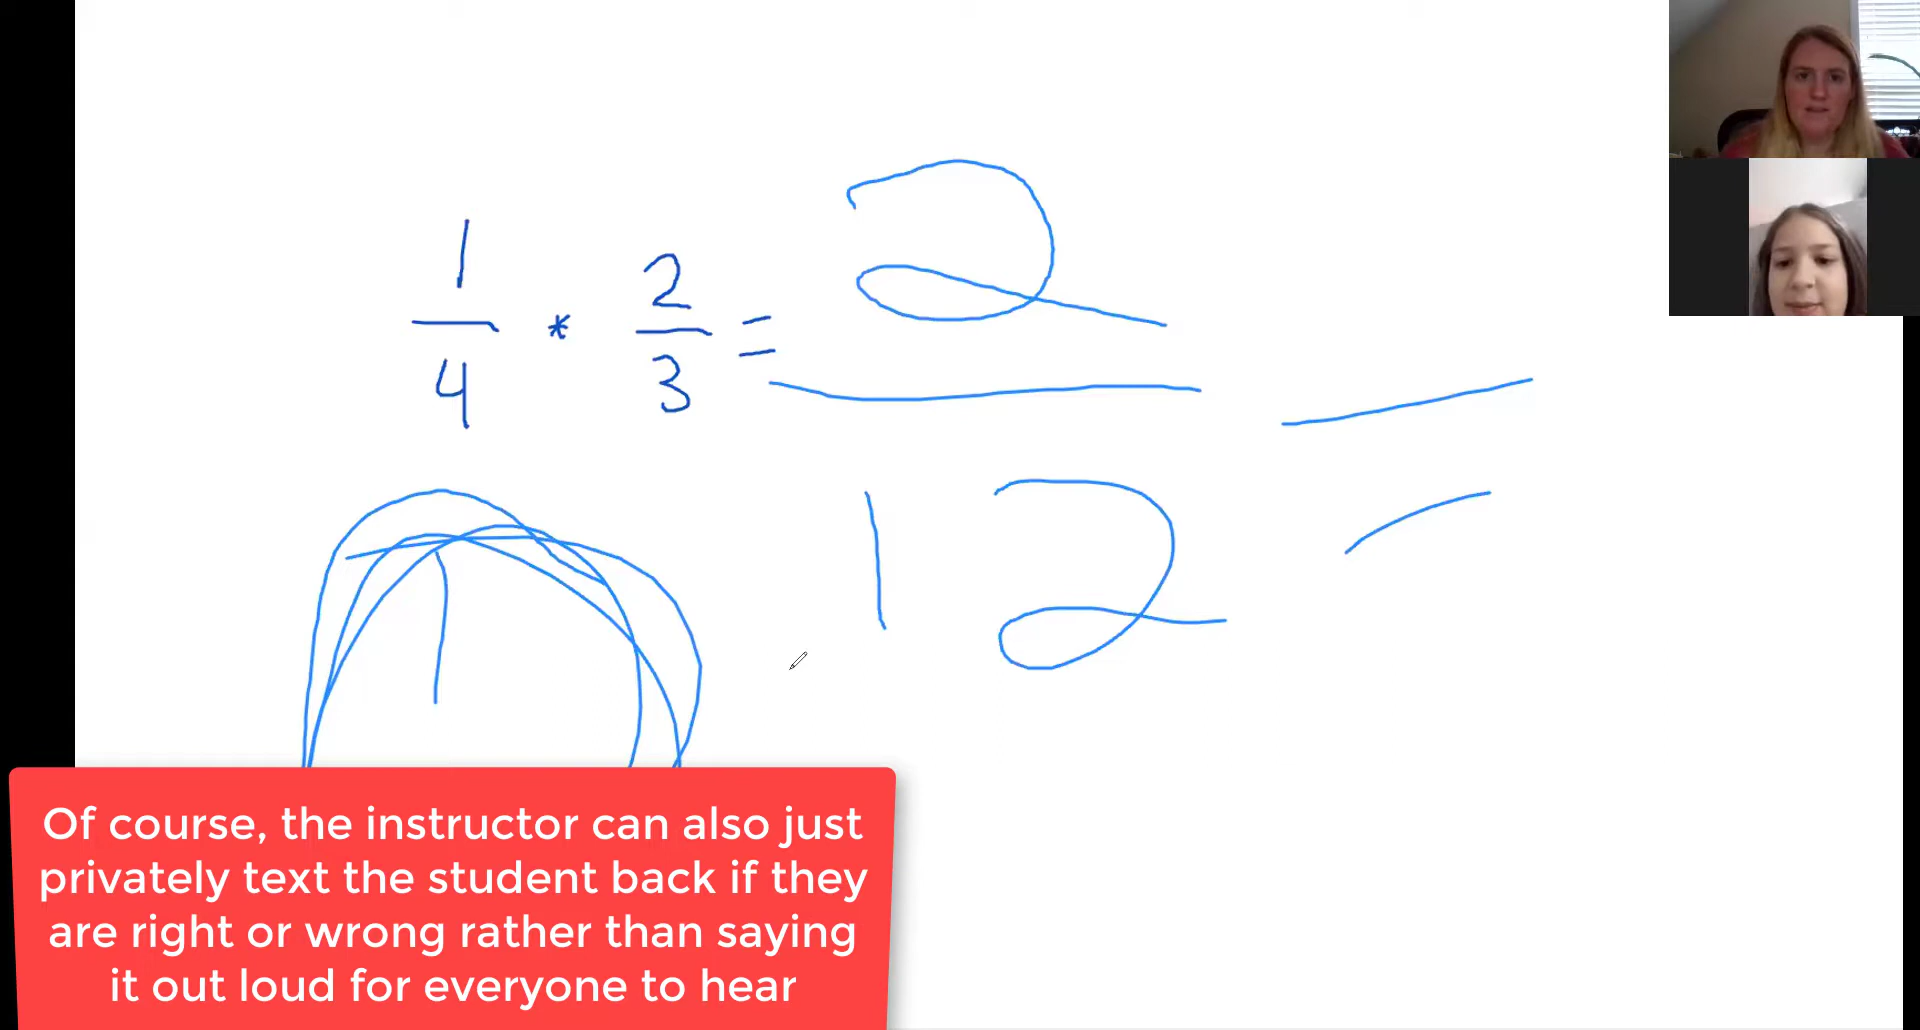 1/4 * 2/3 = 2/12
1
Of course, the instructor can also just
privately text the student back if they
are right or wrong rather than saying
it out loud for everyone to hear